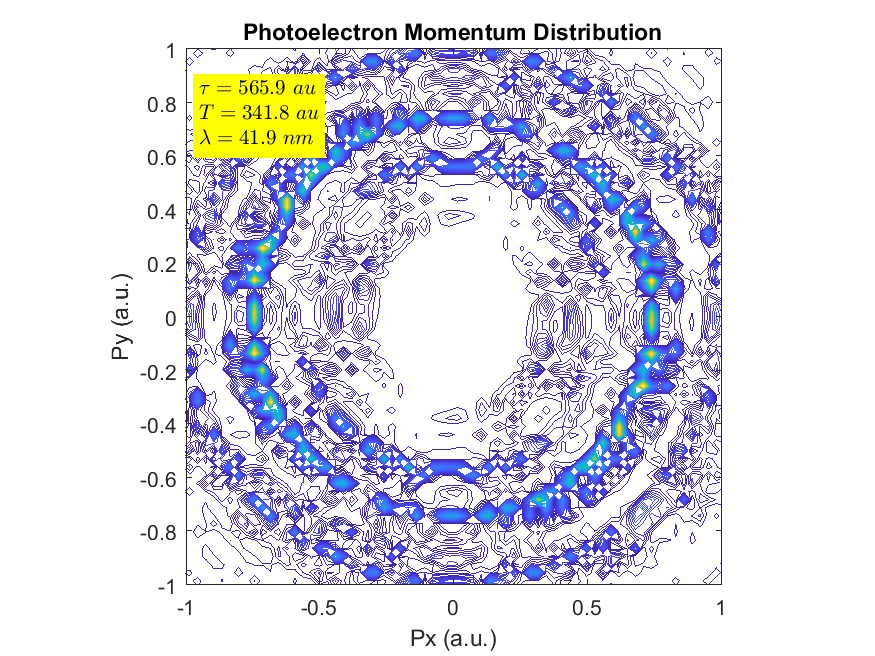 Photoelectron Momentum Distribution
1
τ = 565.9 au
T = 341.8 au
λ = 41.9 nm
0.8
0.6
0.4
0.2
0
-0.2
-0.4
-0.6
-0.8
-1
Py (a.u.)
-1 -0.5 0 0.5 1
Px (a.u.)